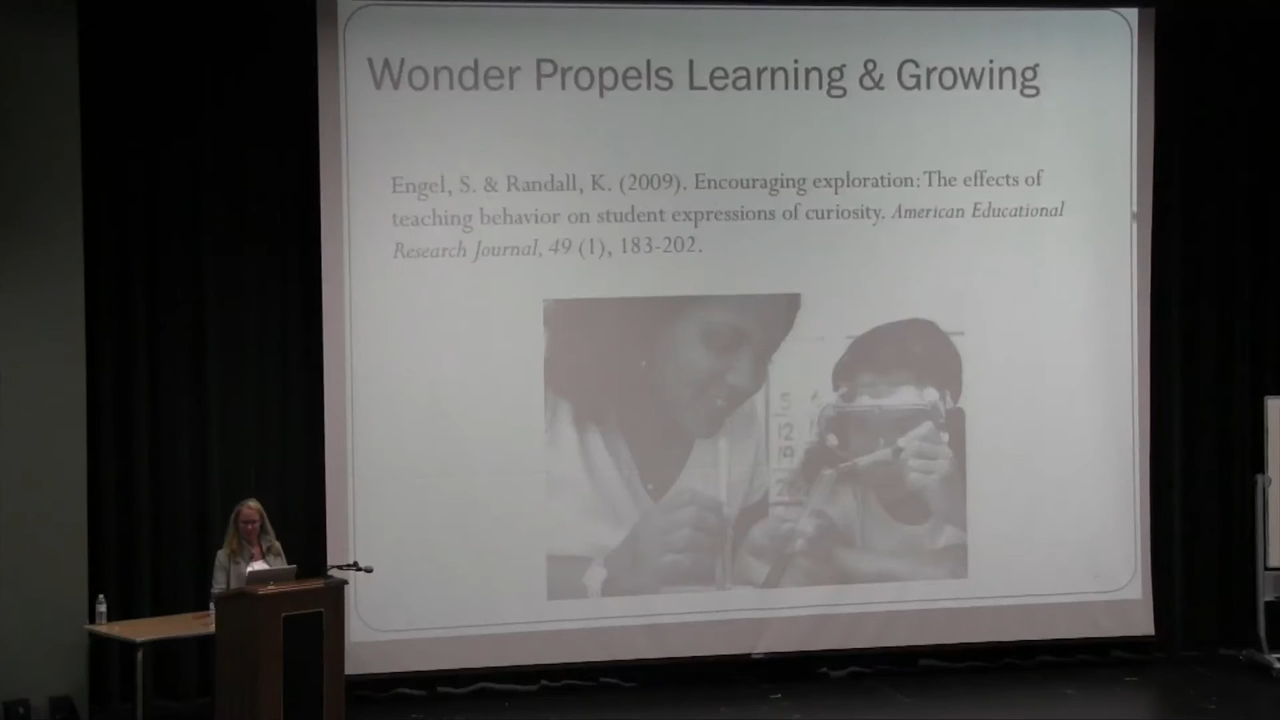 Wonder Propels Learning & Growing
Engel, S. & Randall, K. (2009). Encouraging exploration: The effects of
teaching behavior on student expressions of curiosity. American Educational
Research Journal, 49 (1), 183-202.